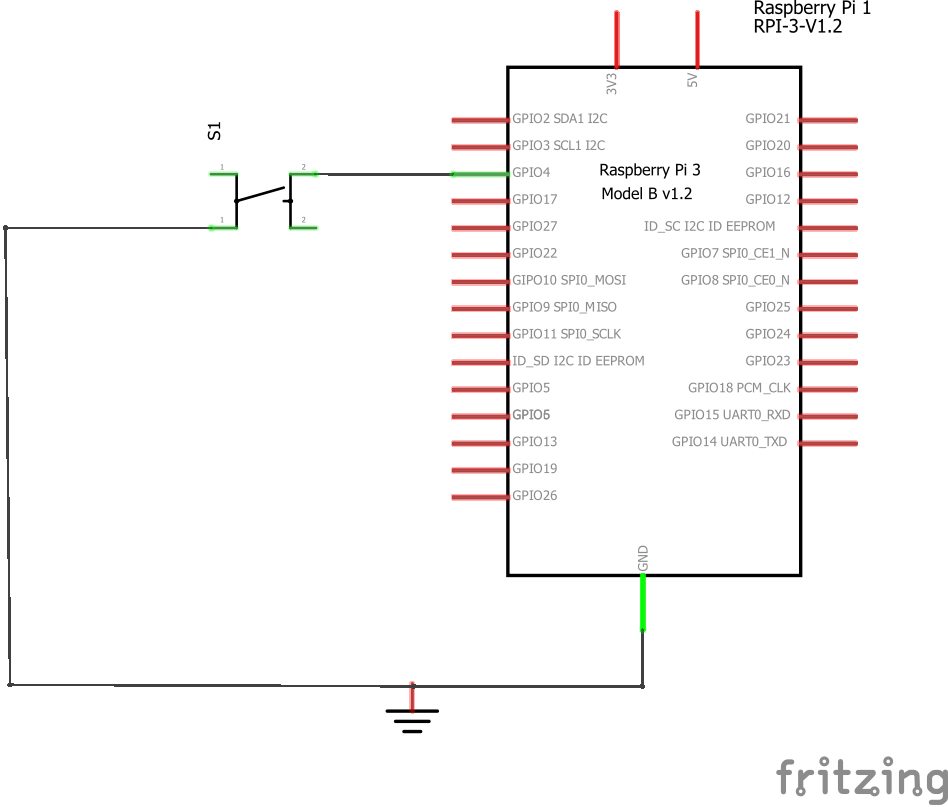 Raspberry Pi 1
RPI-3-V1.2
3V3
5V
S1
1
2
1
2
GPIO2 SDA1 I2C
GPIO3 SCL1 I2C
GPIO4
GPIO17
GPIO27
GPIO22
GIPO10 SPI0_MOSI
GPIO9 SPI0_MISO
GPIO11 SPI0_SCLK
ID_SD I2C ID EEPROM
GPIO5
GPIO6
GPIO13
GPIO19
GPIO26
Raspberry Pi 3
Model B v1.2
GPIO21
GPIO20
GPIO16
GPIO12
ID_SC I2C ID EEPROM
GPIO7 SPI0_CE1_N
GPIO8 SPI0_CE0_N
GPIO25
GPIO24
GPIO23
GPIO18 PCM_CLK
GPIO15 UART0_RXD
GPIO14 UART0_TXD
GND
fritzing